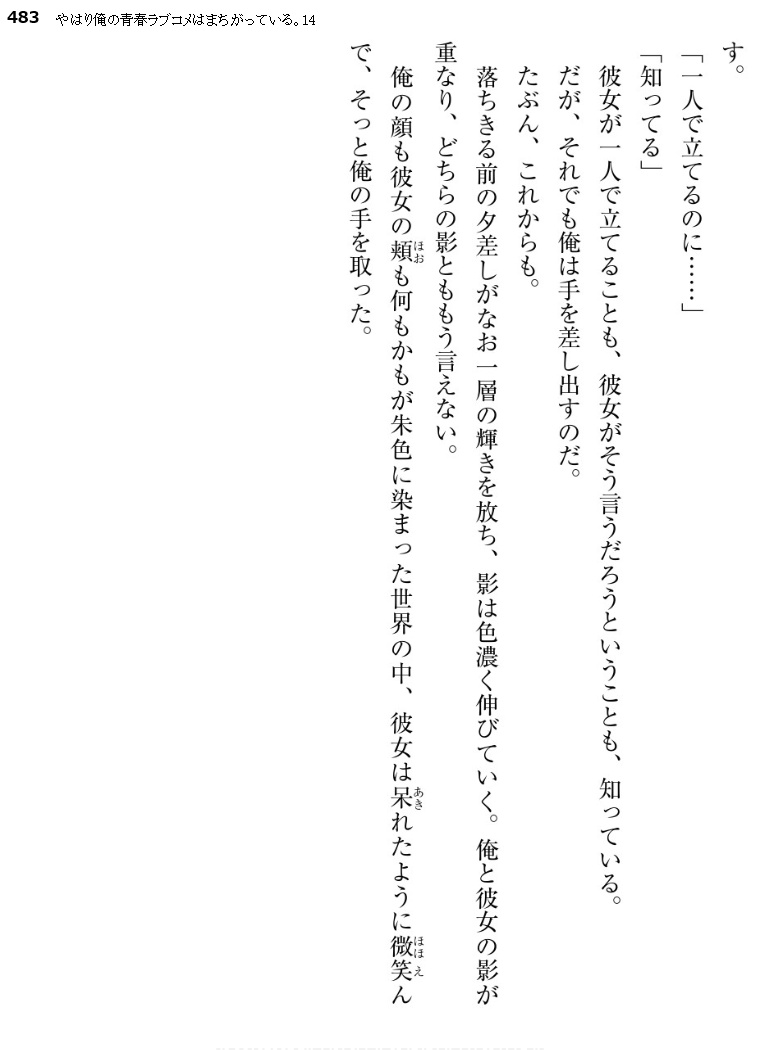 483 やはり俺の青春ラブコメはまちがっている。14
す。
「一人で立てるのに……」
「知ってる」
彼女が一人で立てることも、彼女がそう言うだろうということも、知っている。
だが、それでも俺は手を差し出すのだ。
たぶん、これからも。
落ちきる前の夕差しがなお一層の輝きを放ち、影は色濃く伸びていく。俺と彼女の影が
重なり、どちらの影とももう言えない。
俺の顔も彼女の頬ほおも何もかもが朱色に染まった世界の中、彼女は呆あきれたように微笑ほほえん
で、そっと俺の手を取った。